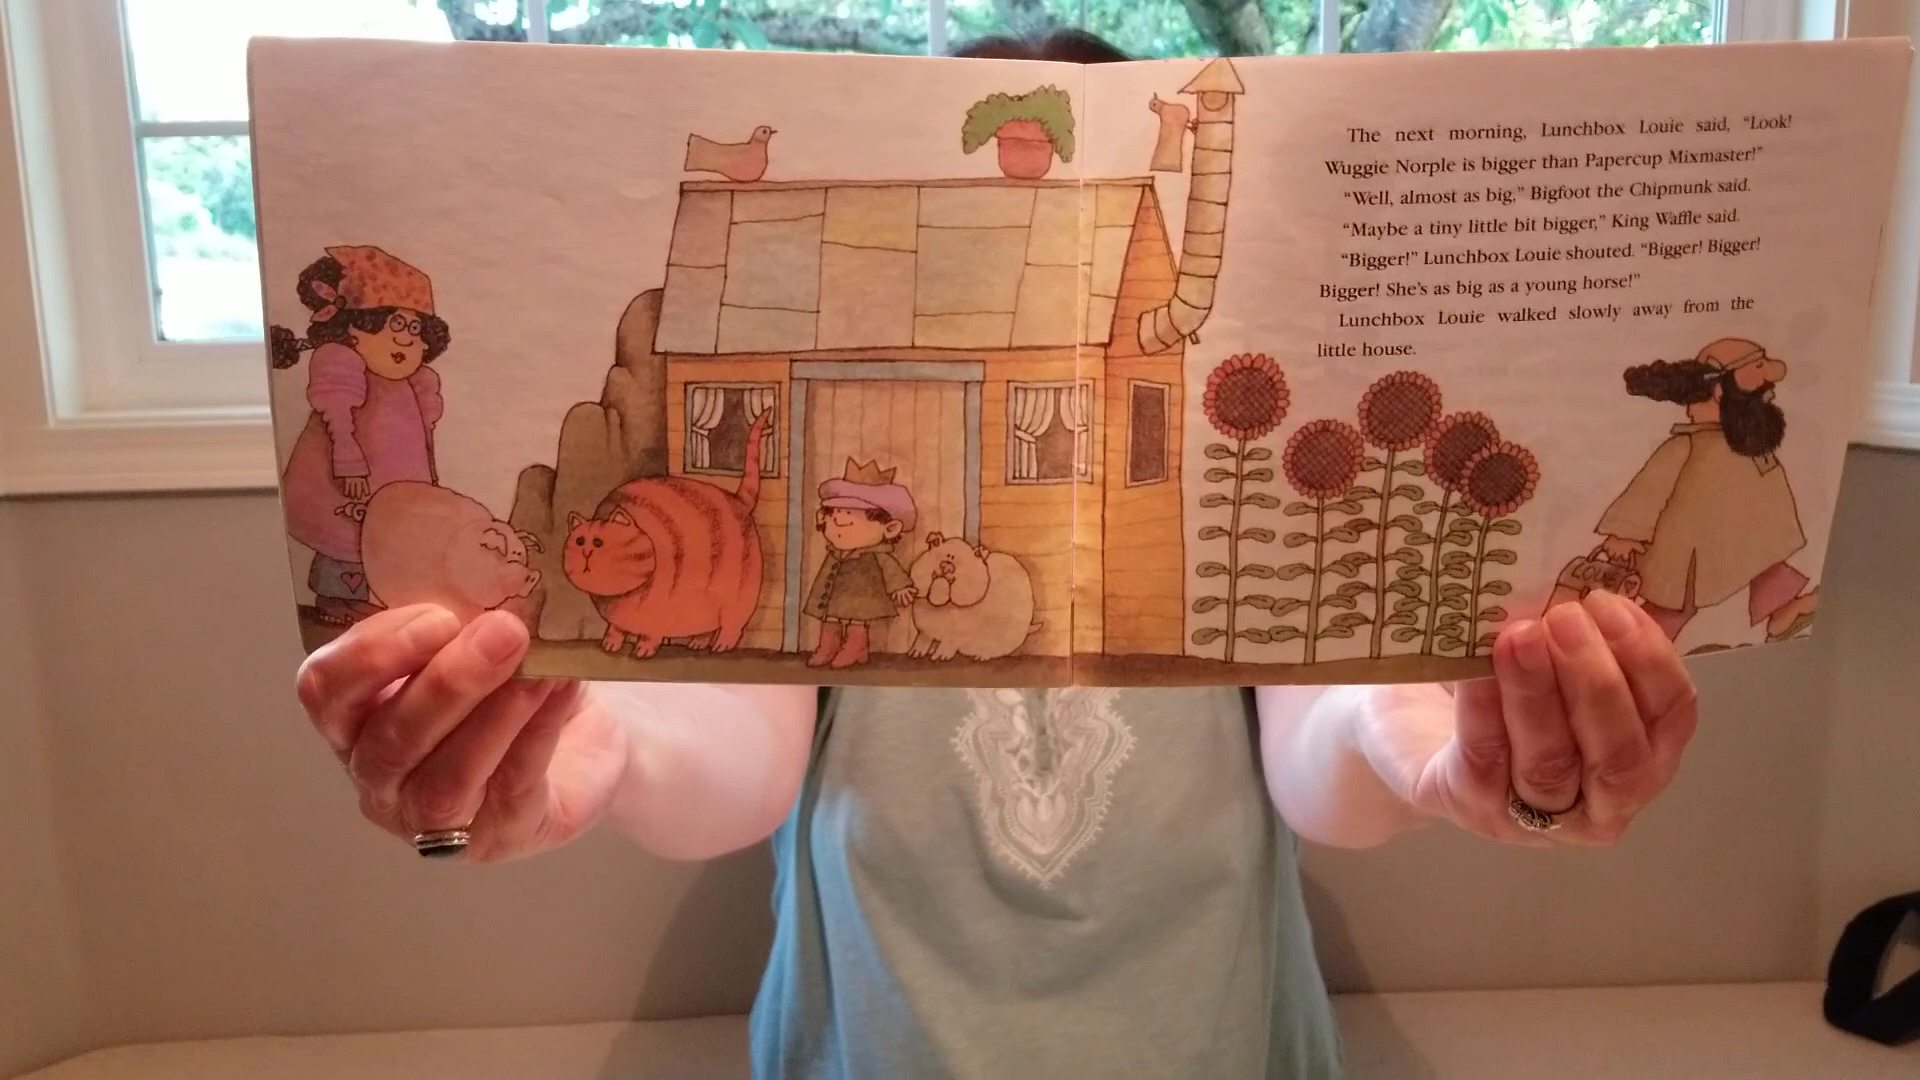 The next morning, Lunchbox Louie said, “Look!
Wuggie Norple is bigger than Papercup Mixmaster!”
“Well, almost as big,” Bigfoot the Chipmunk said.
“Maybe a tiny little bit bigger,” King Waffle said.
“Bigger!” Lunchbox Louie shouted. “Bigger! Bigger!
Bigger! She’s as big as a young horse!”
Lunchbox Louie walked slowly away from the
little house.
LOUIE